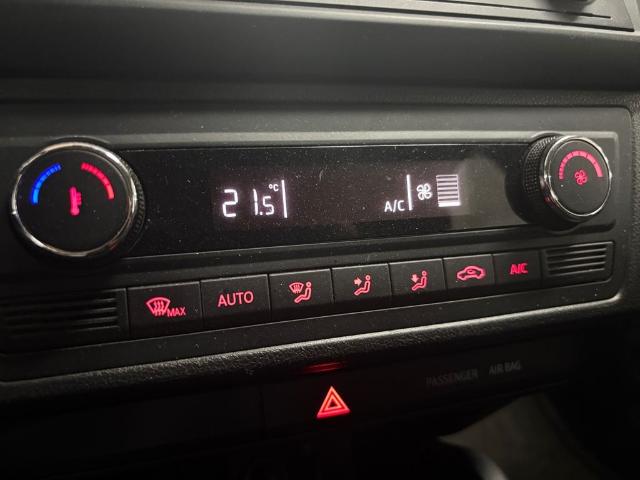 21.5 °C A/C
MAX AUTO A/C
PASSENGER AIR BAG